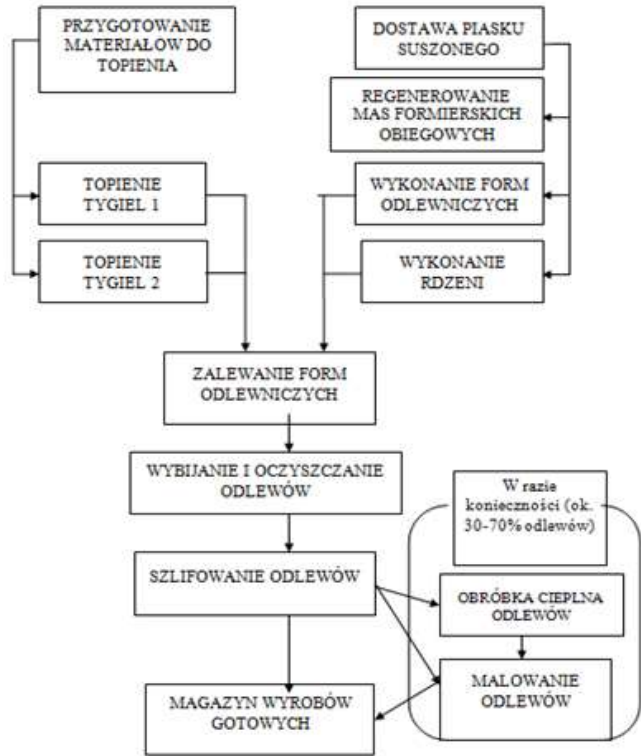 PRZYGOTOWANIE
MATERIAŁÓW DO
TOPIENIA
DOSTAWA PIASKU
SUSZONEGO
REGENEROWANIE
MAS FORMIERSKICH
OBIEGOWYCH
TOPIENIE
TYGIEL 1
WYKONANIE FORM
ODLEWNICZYCH
TOPIENIE
TYGIEL 2
WYKONANIE
RDZENI
ZALEWANIE FORM
ODLEWNICZYCH
WYBIJANIE I OCZYSZCZANIE
ODLEWÓW
W razie
konieczności (ok.
30-70% odlewów)
SZLIFOWANIE ODLEWÓW
OBRÓBKA CIEPLNA
ODLEWÓW
MALOWANIE
ODLEWÓW
MAGAZYN WYROBÓW
GOTOWYCH